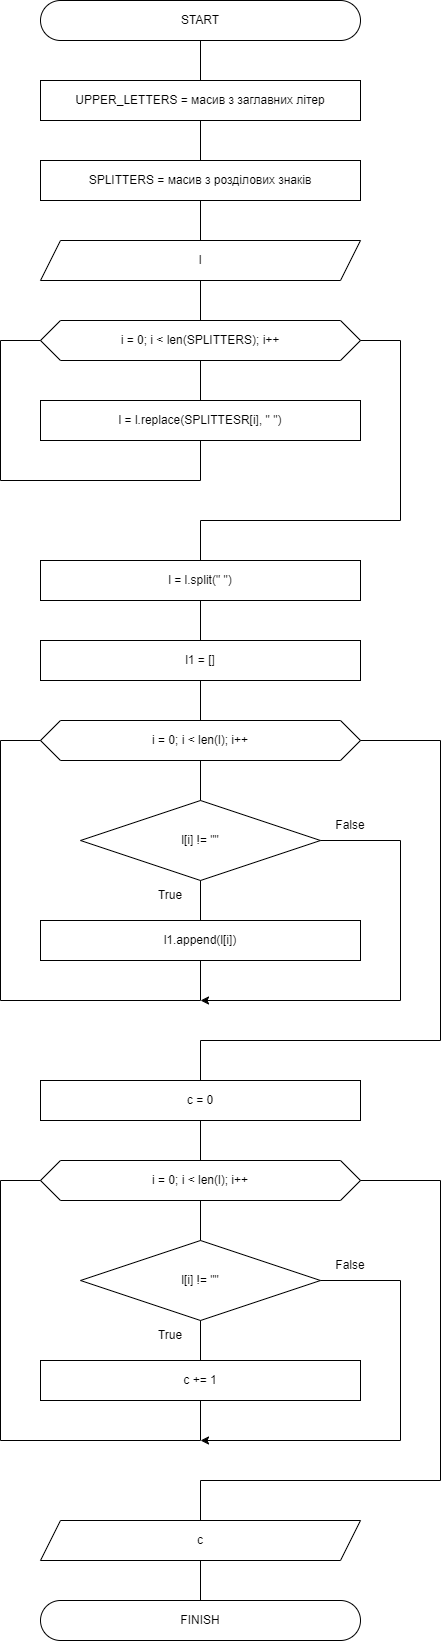 START
UPPER_LETTERS = масив з заглавних літер
SPLITTERS = масив з розділових знаків
l
i = 0; i < len(SPLITTERS); i++
l = l.replace(SPLITTESR[i], " ")
l = l.split(" ")
l1 = []
i = 0; i < len(l); i++
l[i] != ""
False
True
l1.append(l[i])
c = 0
i = 0; i < len(l); i++
l[i] != ""
False
True
c += 1
c
FINISH